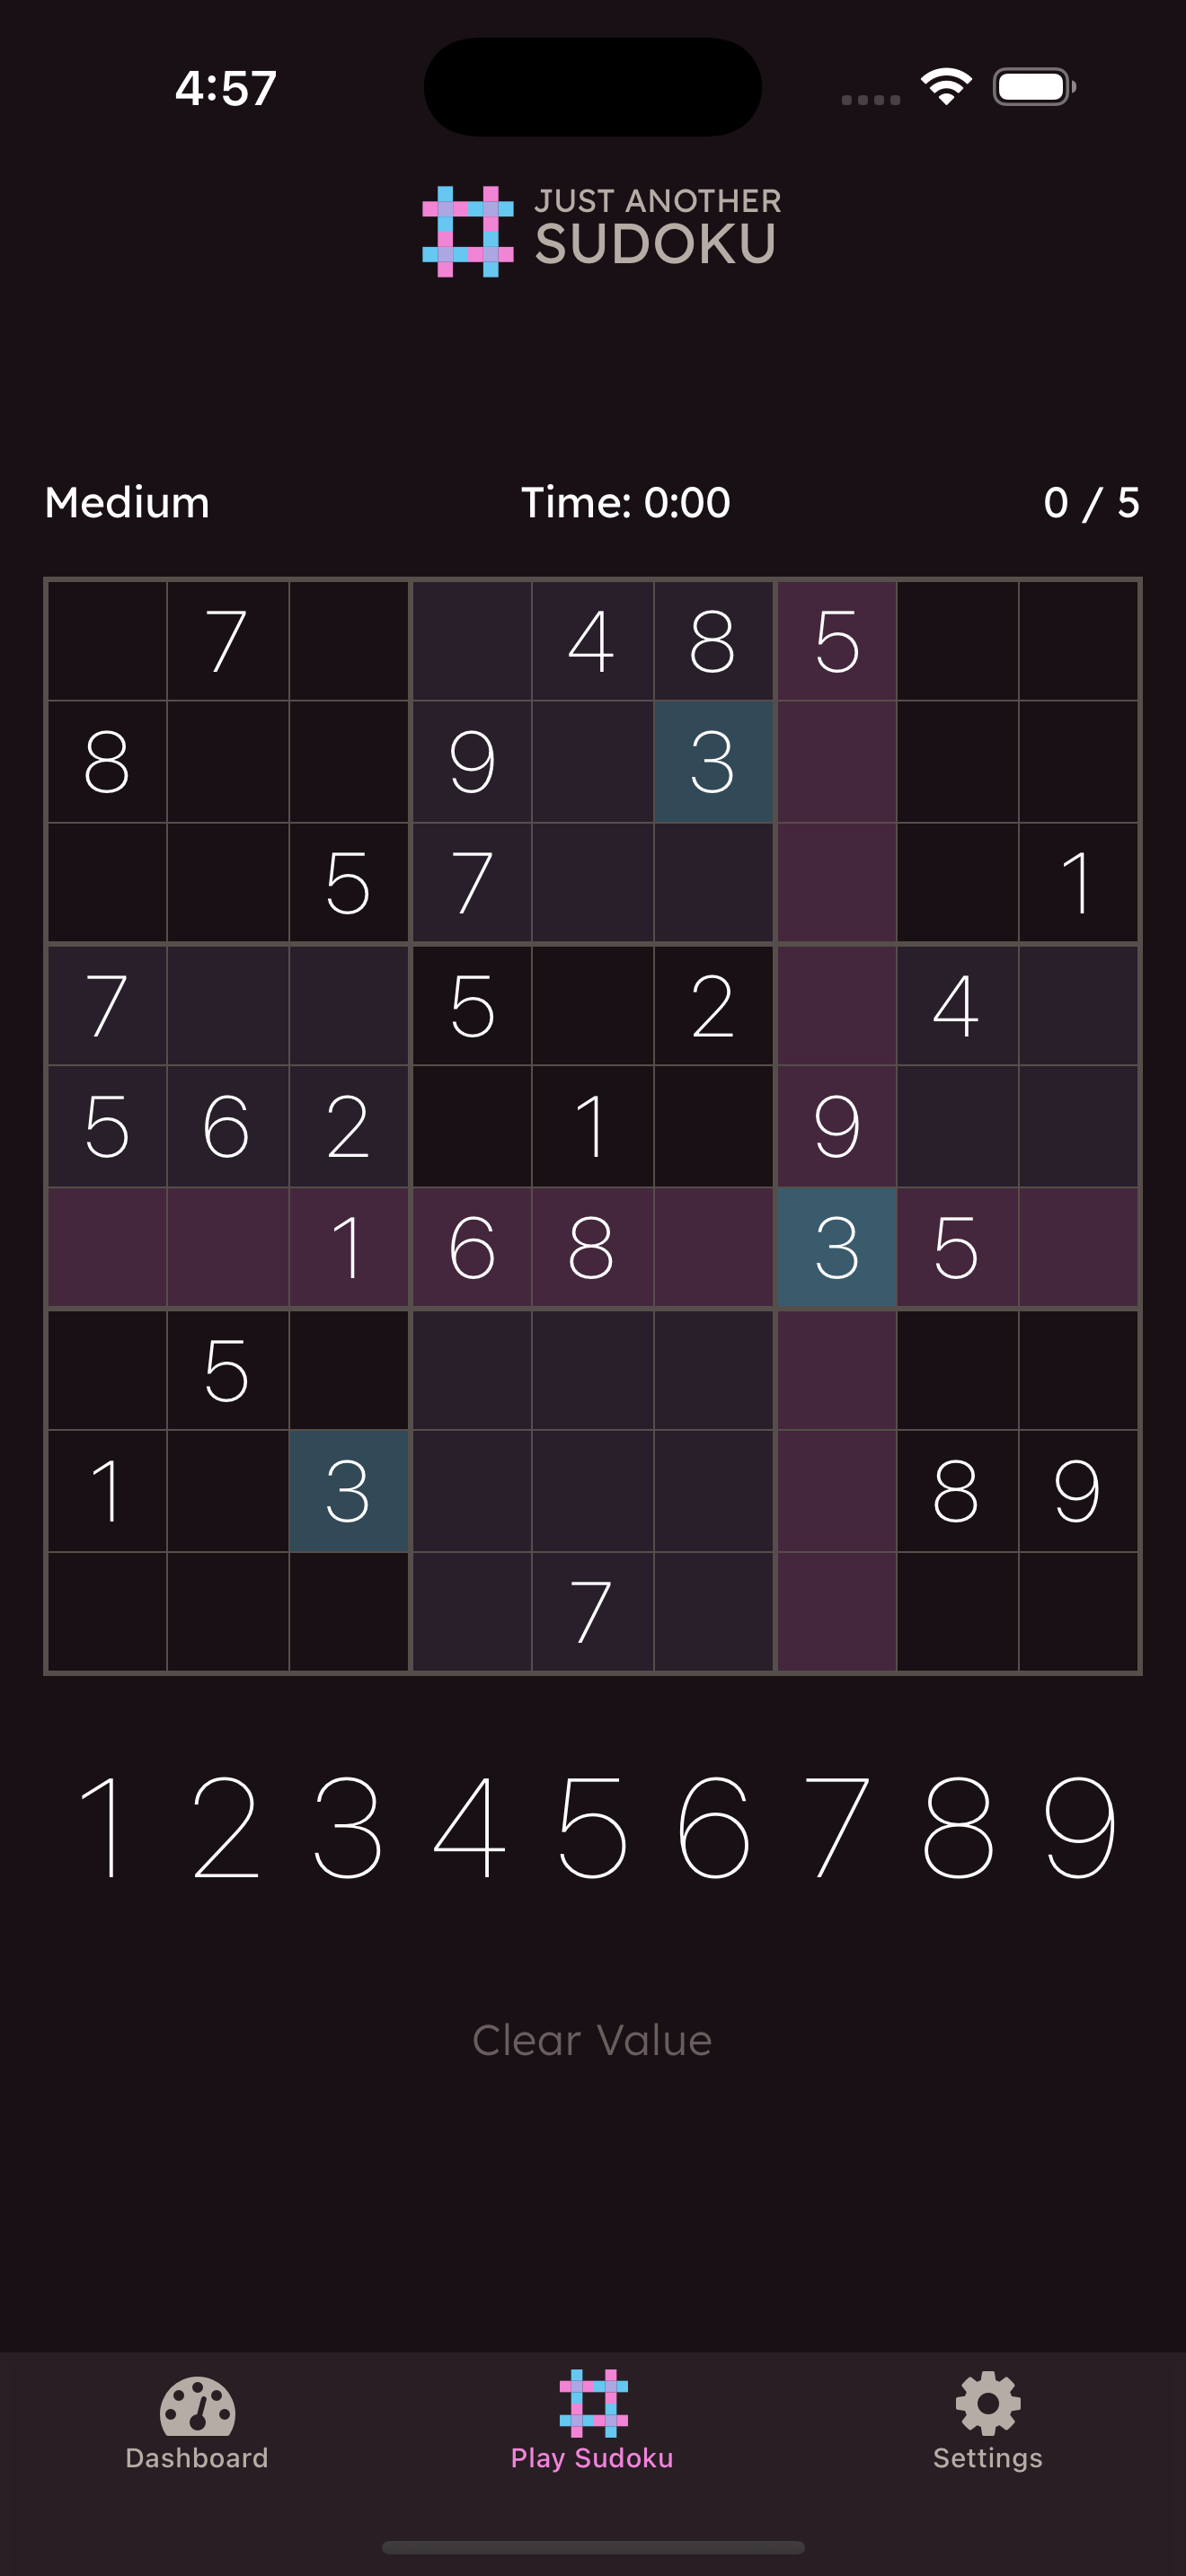 4:57
JUST ANOTHER
SUDOKU
Medium Time: 0:00 0 / 5
7 4 8 5
8 9 3
5 7 1
7 5 2 4
5 6 2 1 9
1 6 8 3 5
5
1 3 8 9
7
1 2 3 4 5 6 7 8 9
Clear Value
Dashboard Play Sudoku Settings